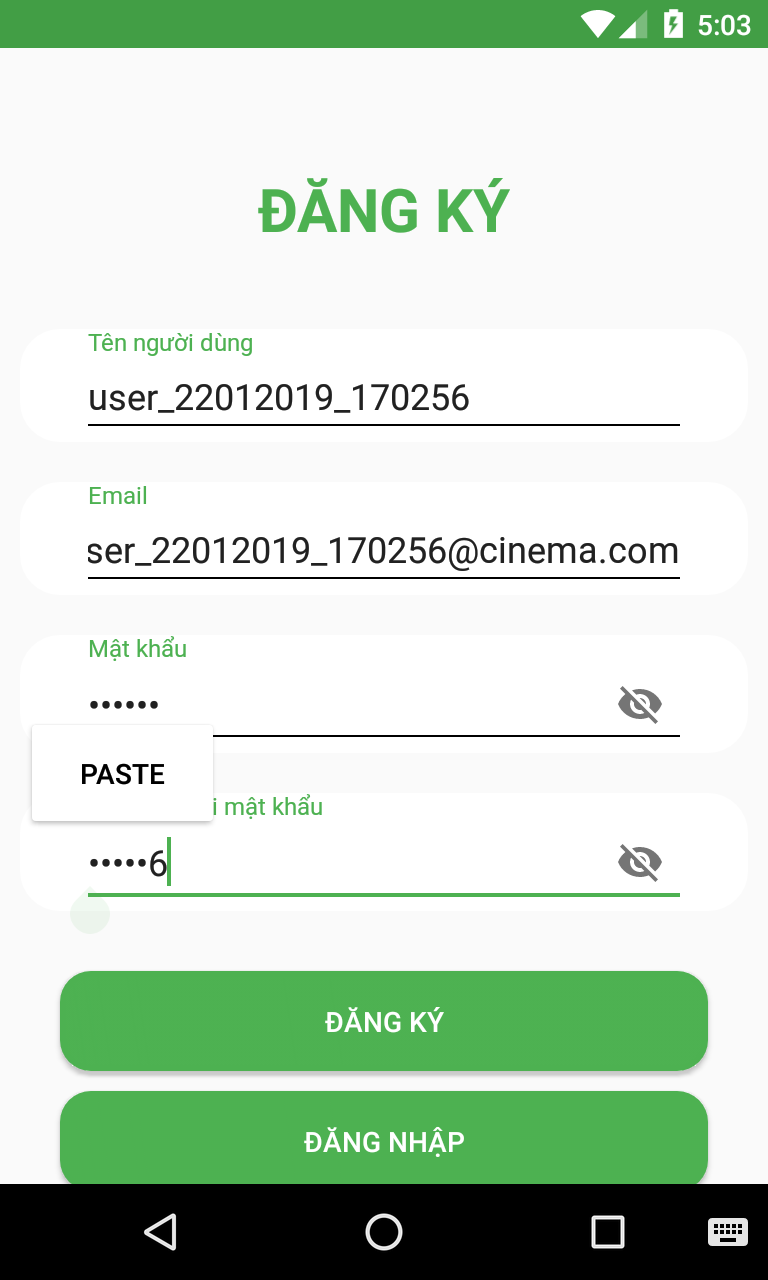 5:03
ĐĂNG KÝ
Tên người dùng
user_22012019_170256
Email
ser_22012019_170256@cinema.com
Mật khẩu
••••••
PASTE
i mật khẩu
•••••6
ĐĂNG KÝ
ĐĂNG NHẬP